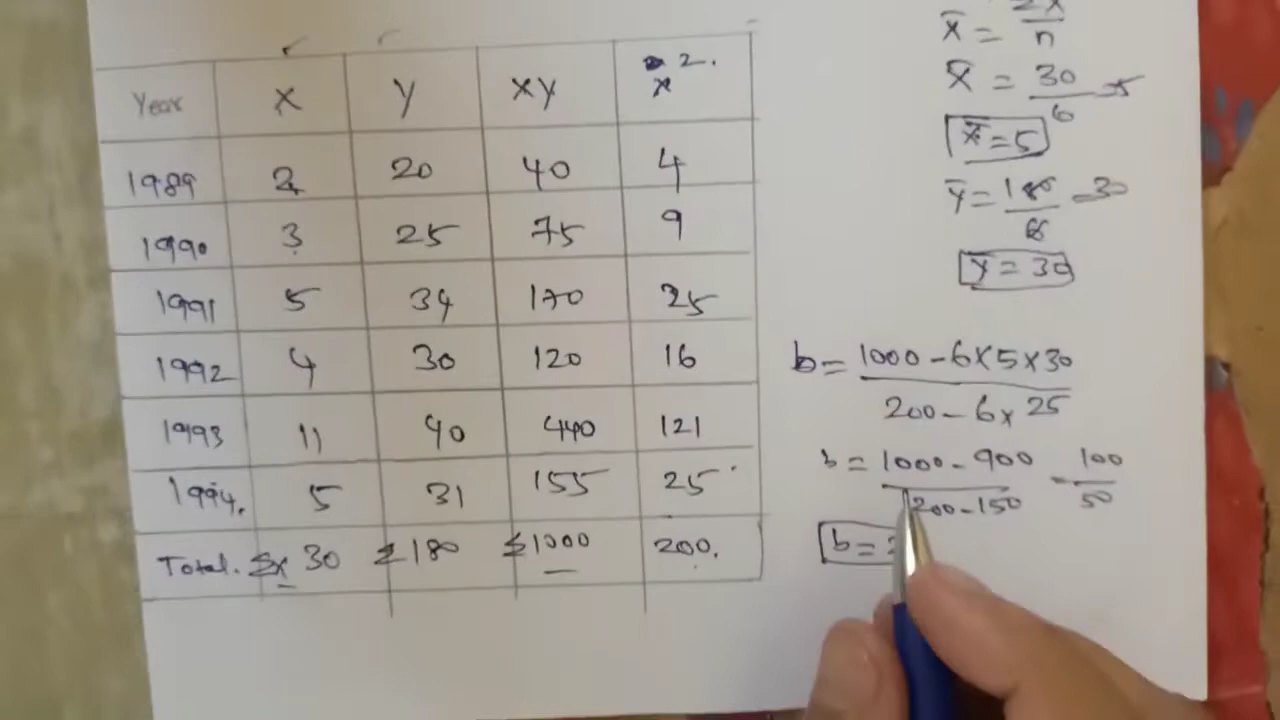 Year X Y XY x².
1989 2 20 40 4
1990 3 25 75 9
1991 5 34 170 25
1992 4 30 120 16
1993 11 40 440 121
1994. 5 31 155 25
Total. Σx 30 Σ180 Σ1000 200.
x̄ = Σx/n
x̄ = 30/6 = 5
x̄ = 5
ȳ = 180/6 = 30
ȳ = 30
b = 1000 - 6 x 5 x 30 / 200 - 6 x 25
b = 1000 - 900 / 200 - 150 = 100/50
b =